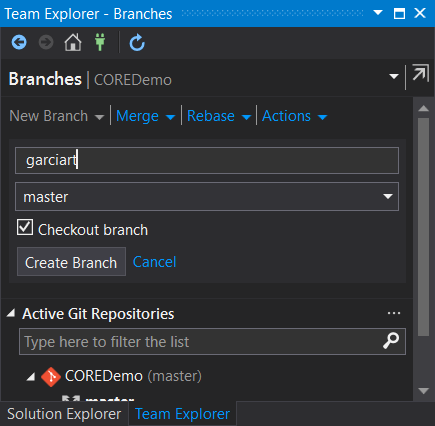 Team Explorer - Branches
Branches | COREDemo
New Branch Merge Rebase Actions
garciart
master
Checkout branch
Create Branch Cancel
Active Git Repositories
Type here to filter the list
COREDemo (master)
master
Solution Explorer Team Explorer